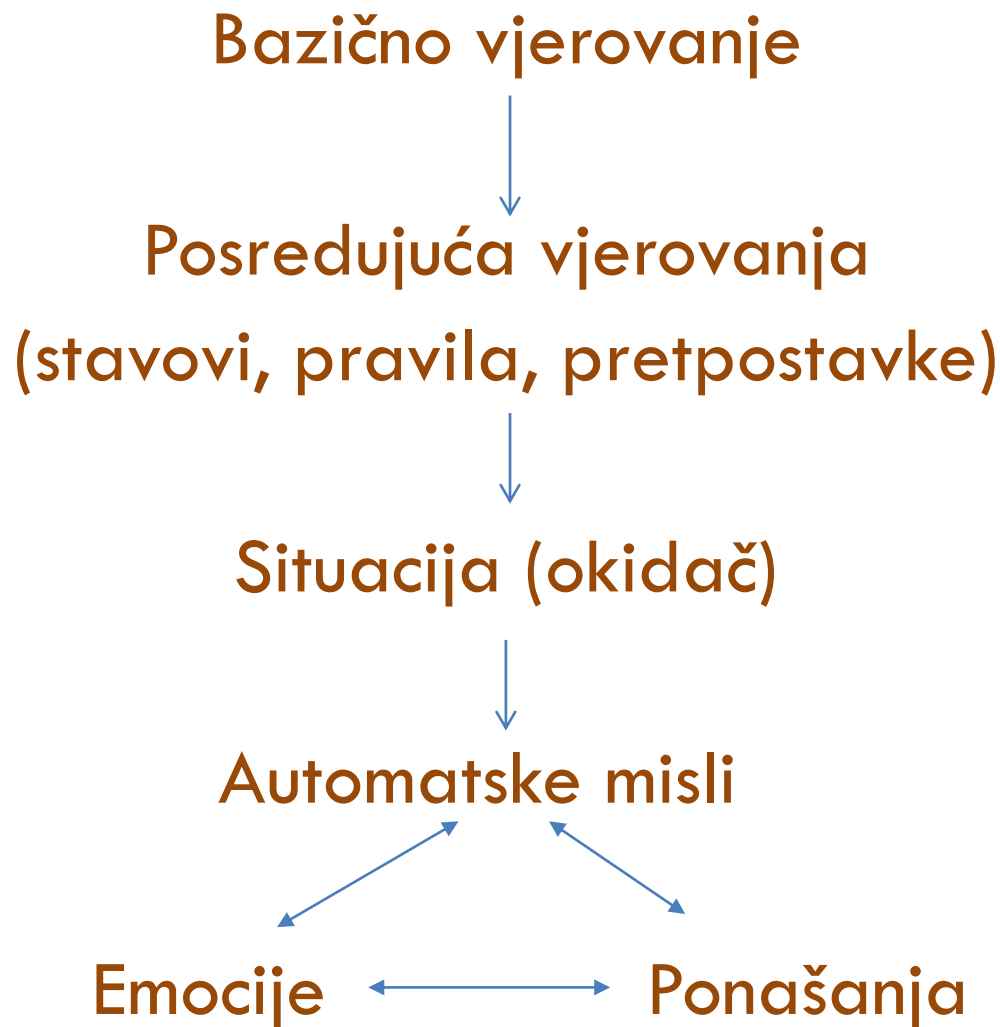 Bazično vjerovanje
Posredujuća vjerovanja
(stavovi, pravila, pretpostavke)
Situacija (okidač)
Automatske misli
Emocije Ponašanja